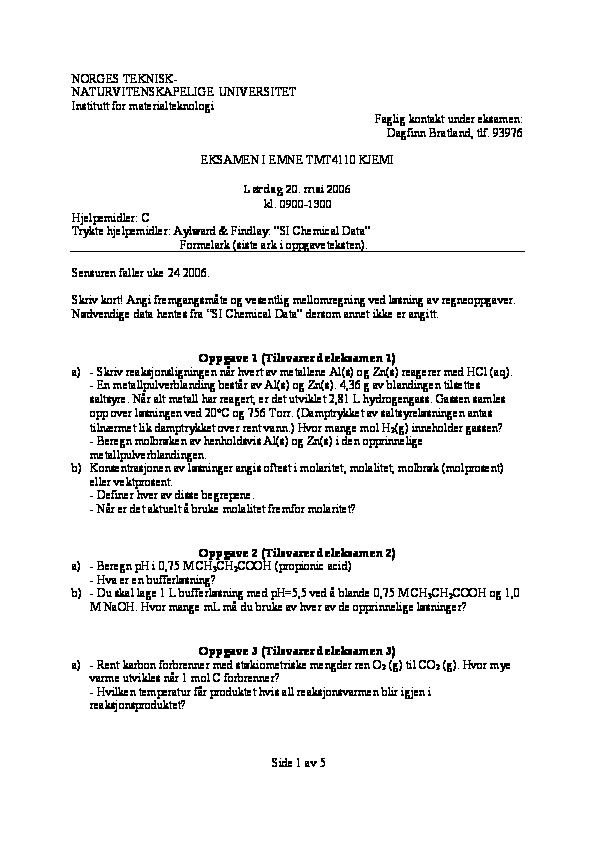 NORGES TEKNISK-
NATURVITENSKAPELIGE UNIVERSITET
Institutt for materialteknologi
Faglig kontakt under eksamen:
Dagfinn Bratland, tlf. 93976
EKSAMEN I EMNE TMT4110 KJEMI
Lørdag 20. mai 2006
kl. 0900-1300
Hjelpemidler: C
Trykte hjelpemidler: Aylward & Findlay: "SI Chemical Data"
Formelark (siste ark i oppgaveteksten).
Sensuren faller uke 24 2006.
Skriv kort! Angi fremgangsmåte og vesentlig mellomregning ved løsning av regneoppgaver.
Nødvendige data hentes fra "SI Chemical Data" dersom annet ikke er angitt.
Oppgave 1 (Tilsvarer deleksamen 1)
a) - Skriv reaksjonsligningen når hvert av metallene Al(s) og Zn(s) reagerer med HCl (aq).
- En metallpulverblanding består av Al(s) og Zn(s). 4,36 g av blandingen tilsettes
saltsyre. Når alt metall har reagert, er det utviklet 2,81 L hydrogengass. Gassen samles
opp over løsningen ved 20°C og 756 Torr. (Damptrykket av saltsyreløsningen antas
tilnærmet lik damptrykket over rent vann.) Hvor mange mol H₂(g) inneholder gassen?
- Beregn molbrøken av henholdsvis Al(s) og Zn(s) i den opprinnelige
metallpulverblandingen.
b) Konsentrasjonen av løsninger angis oftest i molaritet, molalitet, molbrøk (molprosent)
eller vektprosent.
- Definer hver av disse begrepene.
- Når er det aktuelt å bruke molalitet fremfor molaritet?
Oppgave 2 (Tilsvarer deleksamen 2)
a) - Beregn pH i 0,75 M CH₃CH₂COOH (propionic acid)
- Hva er en bufferløsning?
b) - Du skal lage 1 L bufferløsning med pH=5,5 ved å blande 0,75 M CH₃CH₂COOH og 1,0
M NaOH. Hvor mange mL må du bruke av hver av de opprinnelige løsninger?
Oppgave 3 (Tilsvarer deleksamen 3)
a) - Rent karbon forbrenner med støkiometriske mengder ren O₂ (g) til CO₂ (g). Hvor mye
varme utvikles når 1 mol C forbrenner?
- Hvilken temperatur får produktet hvis all reaksjonsvarmen blir igjen i
reaksjonsproduktet?
Side 1 av 5